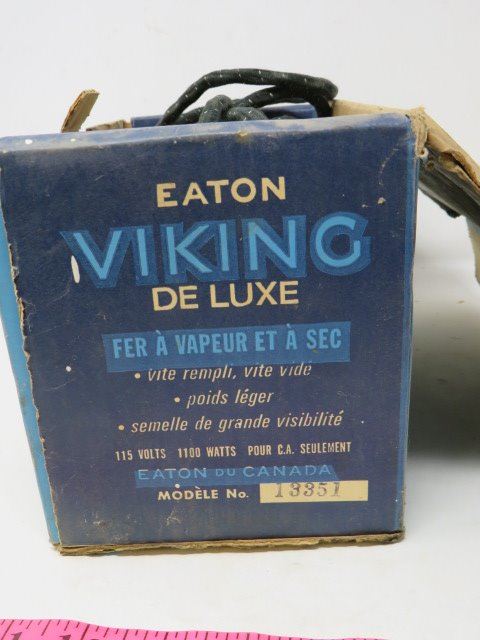 EATON
VIKING
DE LUXE
FER À VAPEUR ET À SEC
• vite rempli, vite vide
• poids léger
• semelle de grande visibilité
115 VOLTS 1100 WATTS POUR C.A. SEULEMENT
EATON DU CANADA
MODÈLE No. 13351